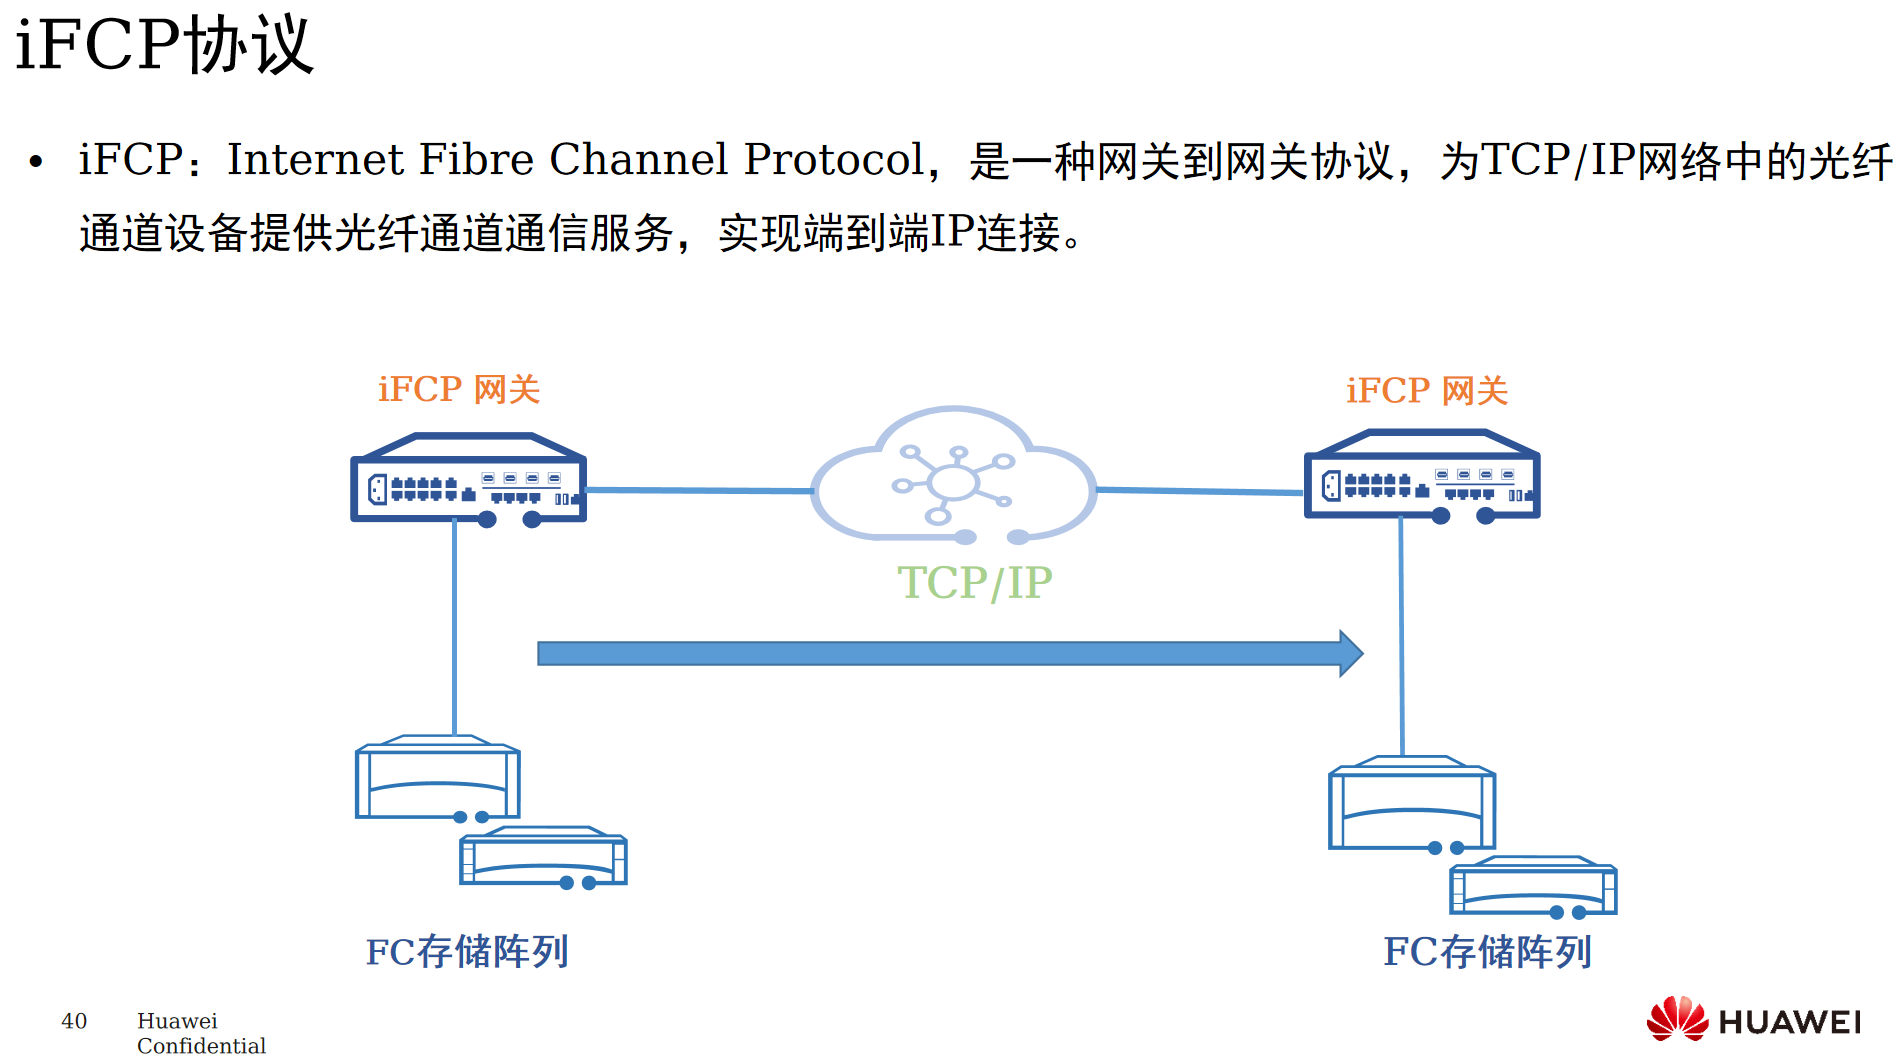 iFCP协议
• iFCP：Internet Fibre Channel Protocol，是一种网关到网关协议，为TCP/IP网络中的光纤
通道设备提供光纤通道通信服务，实现端到端IP连接。
iFCP 网关
iFCP 网关
TCP/IP
FC存储阵列
FC存储阵列
40
Huawei
Confidential
HUAWEI